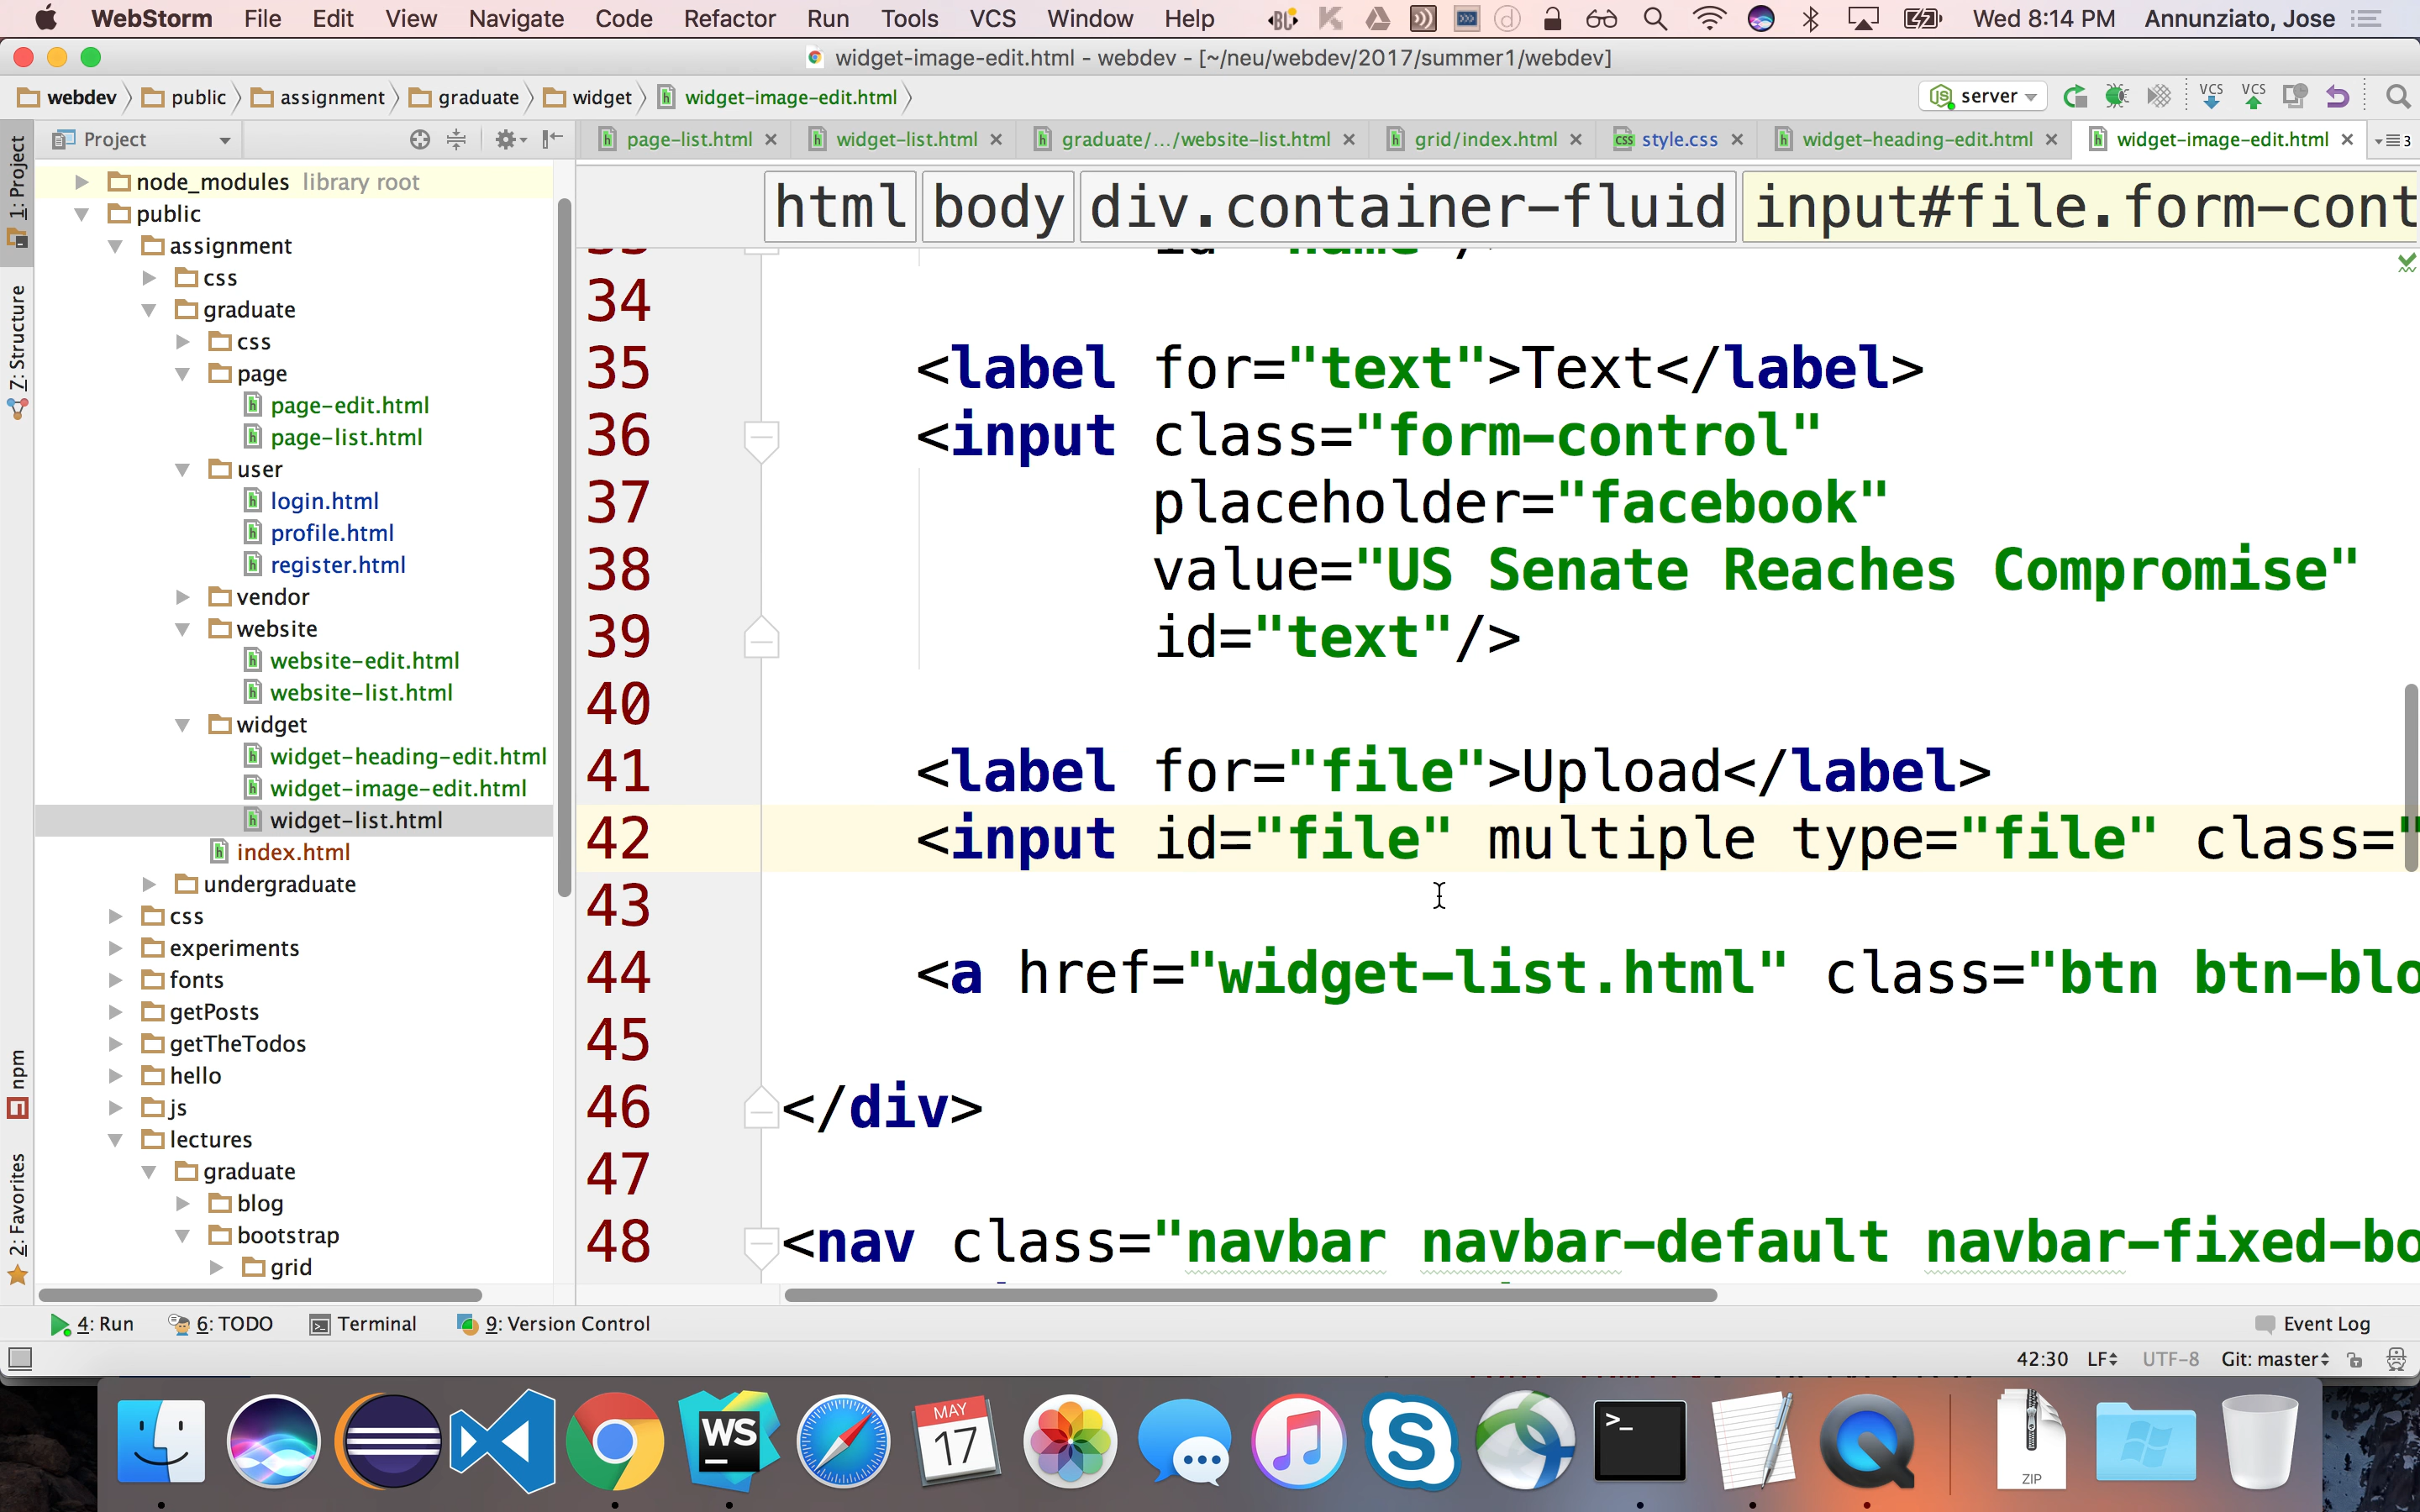 WebStorm File Edit View Navigate Code Refactor Run Tools VCS Window Help Wed 8:14 PM Annunziato, Jose
widget-image-edit.html - webdev - [~/neu/webdev/2017/summer1/webdev]
webdev public assignment graduate widget widget-image-edit.html server VCS VCS
Project page-list.html widget-list.html graduate/.../website-list.html grid/index.html style.css widget-heading-edit.html widget-image-edit.html 3
1: Project
7: Structure
npm
2: Favorites
node_modules library root
public
assignment
css
graduate
css
page
page-edit.html
page-list.html
user
login.html
profile.html
register.html
vendor
website
website-edit.html
website-list.html
widget
widget-heading-edit.html
widget-image-edit.html
widget-list.html
index.html
undergraduate
css
experiments
fonts
getPosts
getTheTodos
hello
js
lectures
graduate
blog
bootstrap
grid
html body div.container-fluid input#file.form-cont
34
35 <label for="text">Text</label>
36 <input class="form-control"
37 placeholder="facebook"
38 value="US Senate Reaches Compromise"
39 id="text"/>
40
41 <label for="file">Upload</label>
42 <input id="file" multiple type="file" class="
43
44 <a href="widget-list.html" class="btn btn-blo
45
46 </div>
47
48 <nav class="navbar navbar-default navbar-fixed-bo
4: Run 6: TODO Terminal 9: Version Control Event Log
42:30 LF UTF-8 Git: master
WS
MAY
17
ZIP